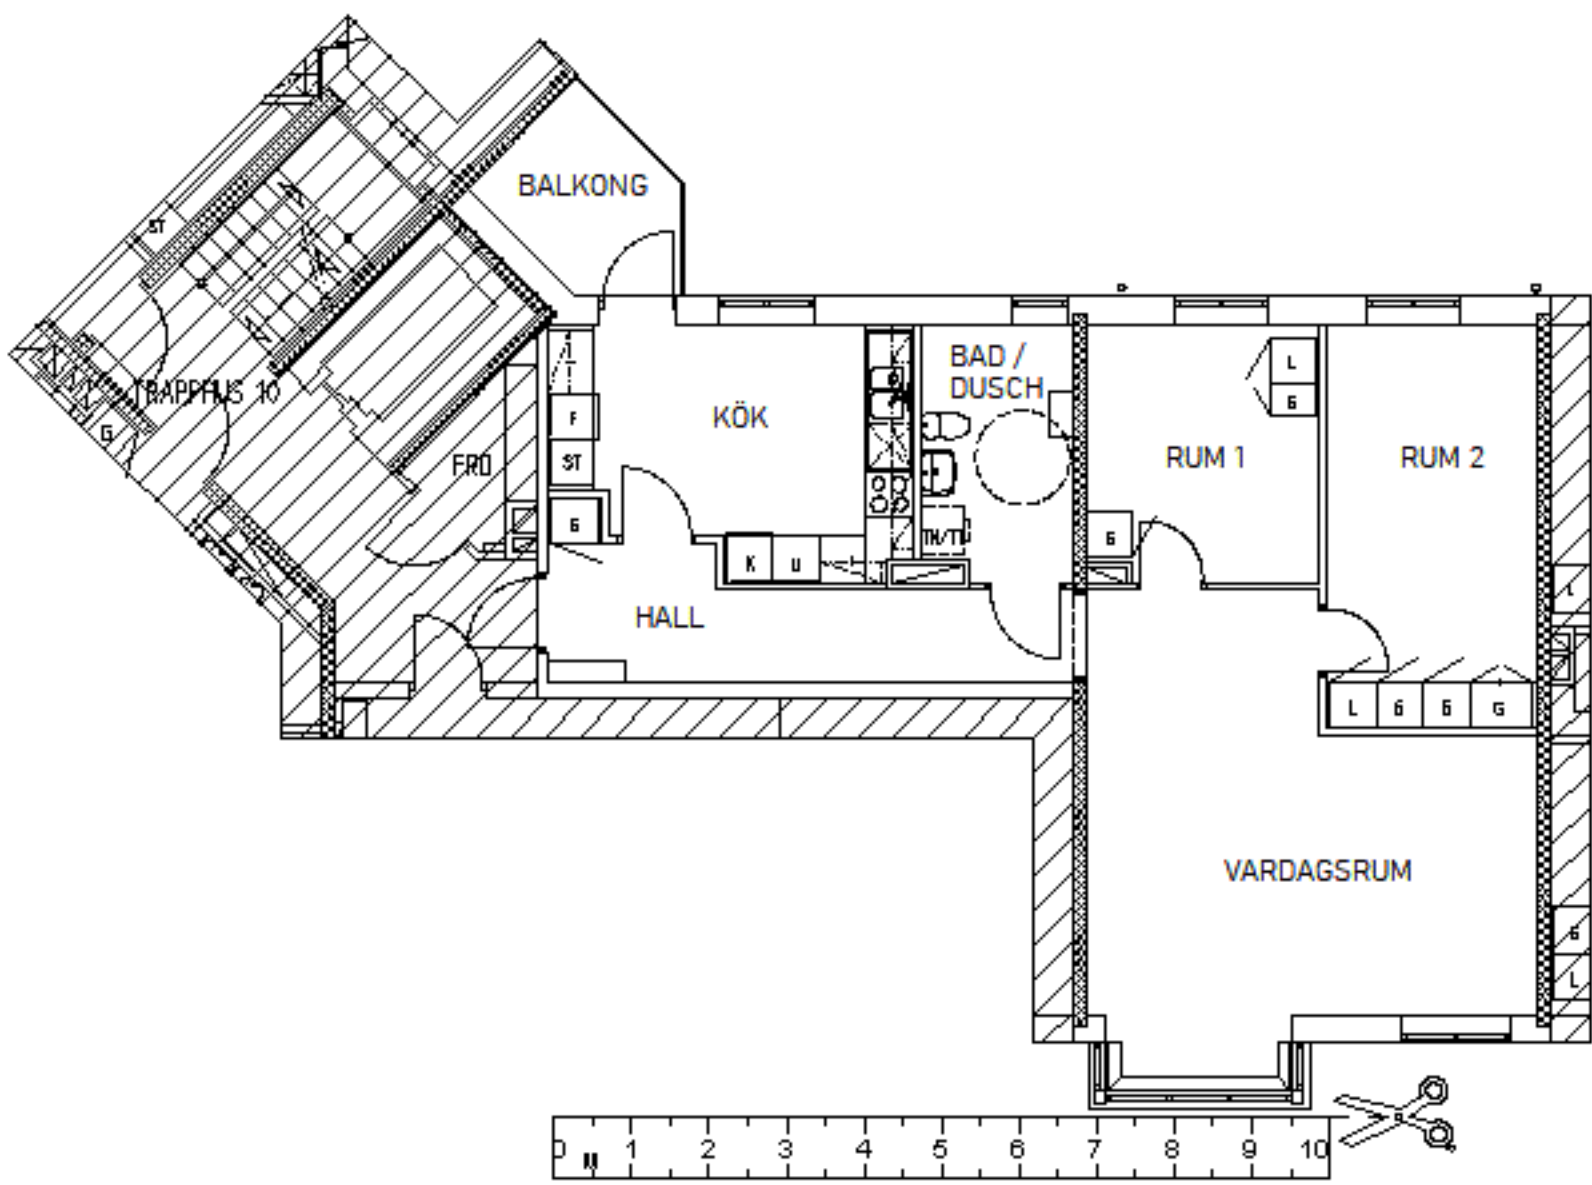 BALKONG
ST
TRAPPHUS 10
G
FRD
KÖK
F
ST
G
BAD /
DUSCH
TM/TT
K U
HALL
RUM 1
L
G
G
RUM 2
L G G G
L
VARDAGSRUM
G
L
0 1 2 3 4 5 6 7 8 9 10
M